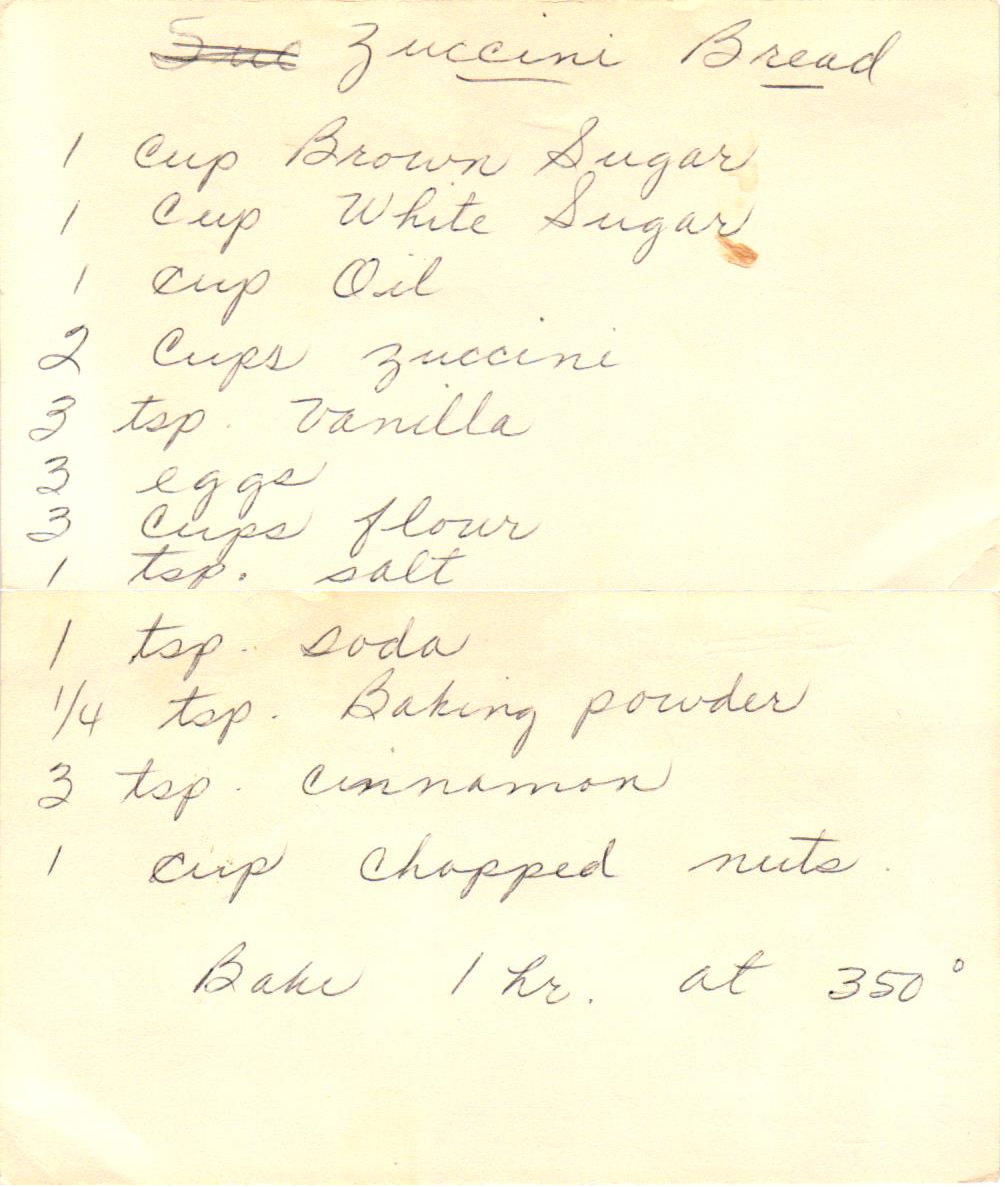 Zuccini Bread
1 cup Brown Sugar
1 Cup White Sugar
1 cup Oil
2 Cups zuccini
3 tsp. Vanilla
3 eggs
3 Cups flour
1 tsp. salt
1 tsp. soda
1/4 tsp. Baking powder
3 tsp. cinnamon
1 cup chopped nuts
Bake 1 hr. at 350°